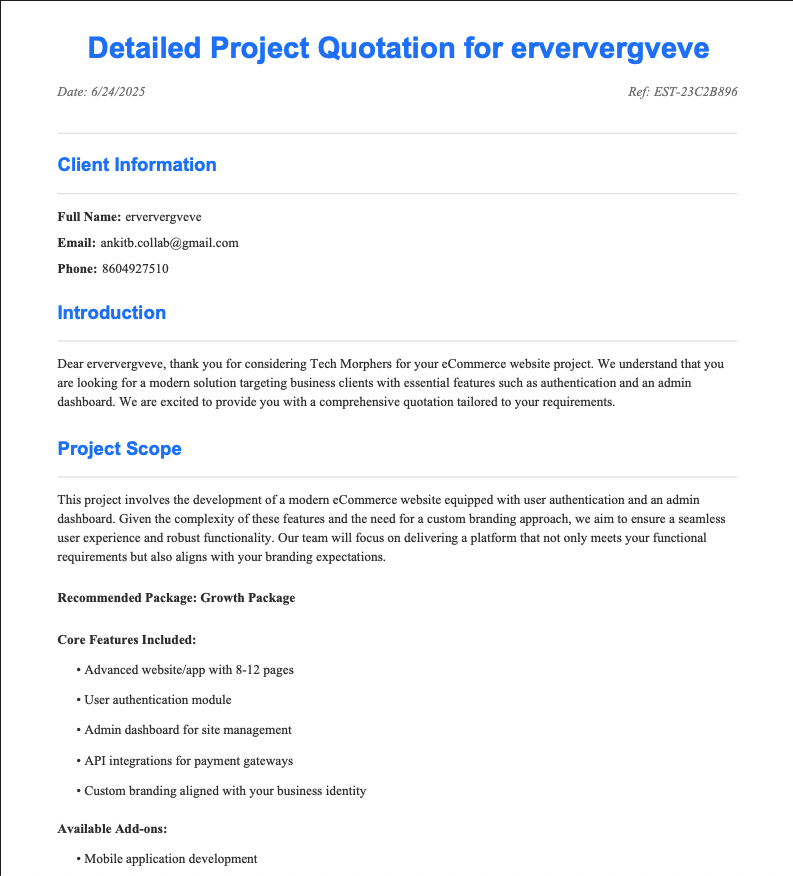 Detailed Project Quotation for erververgveve
Date: 6/24/2025
Ref: EST-23C2B896
Client Information
Full Name: erververgveve
Email: ankitb.collab@gmail.com
Phone: 8604927510
Introduction
Dear erververgveve, thank you for considering Tech Morphers for your eCommerce website project. We understand that you
are looking for a modern solution targeting business clients with essential features such as authentication and an admin
dashboard. We are excited to provide you with a comprehensive quotation tailored to your requirements.
Project Scope
This project involves the development of a modern eCommerce website equipped with user authentication and an admin
dashboard. Given the complexity of these features and the need for a custom branding approach, we aim to ensure a seamless
user experience and robust functionality. Our team will focus on delivering a platform that not only meets your functional
requirements but also aligns with your branding expectations.
Recommended Package: Growth Package
Core Features Included:
• Advanced website/app with 8-12 pages
• User authentication module
• Admin dashboard for site management
• API integrations for payment gateways
• Custom branding aligned with your business identity
Available Add-ons:
• Mobile application development